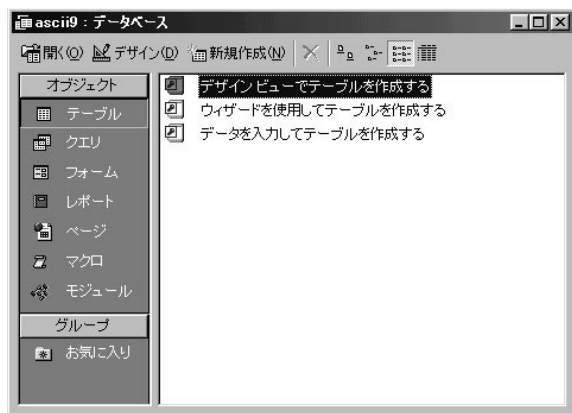 ascii9 : データベース
開く(O) デザイン(D) 新規作成(N)
オブジェクト
テーブル
クエリ
フォーム
レポート
ページ
マクロ
モジュール
グループ
お気に入り
デザイン ビューでテーブルを作成する
ウィザードを使用してテーブルを作成する
データを入力してテーブルを作成する